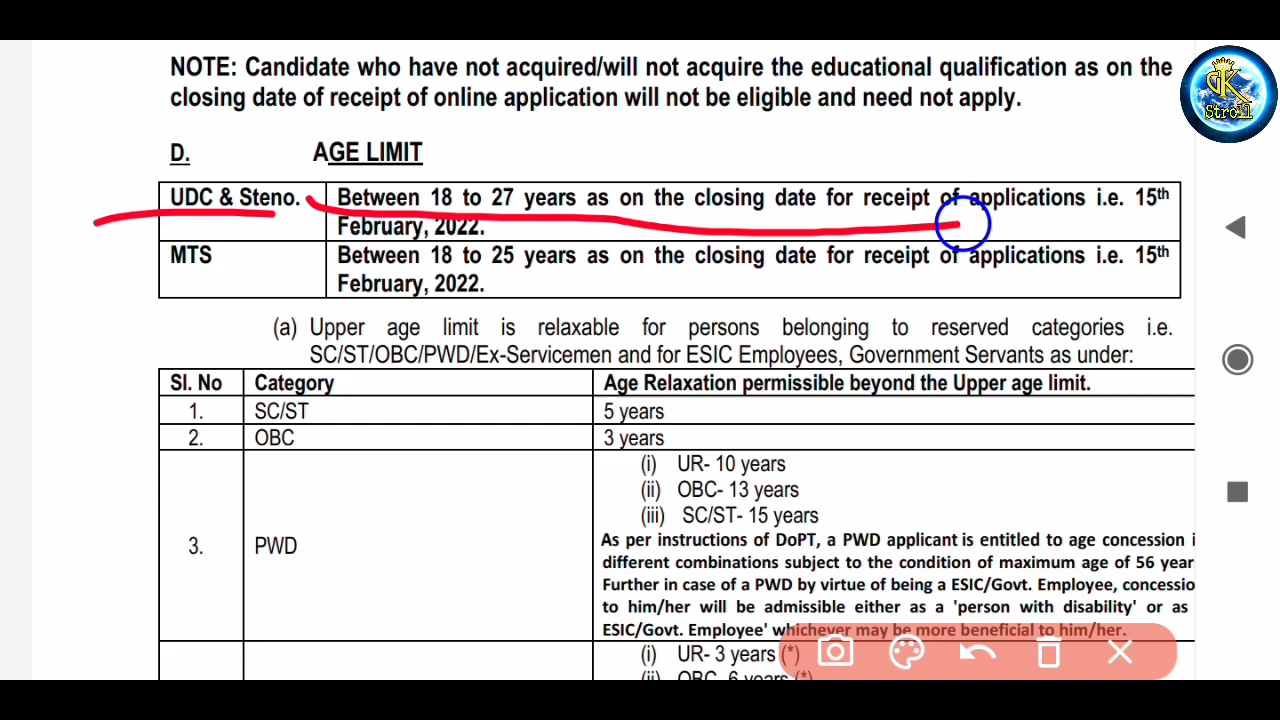 NOTE: Candidate who have not acquired/will not acquire the educational qualification as on the
closing date of receipt of online application will not be eligible and need not apply.
GK
Stroll
D. AGE LIMIT
UDC & Steno. Between 18 to 27 years as on the closing date for receipt of applications i.e. 15th
February, 2022.
MTS Between 18 to 25 years as on the closing date for receipt of applications i.e. 15th
February, 2022.
(a) Upper age limit is relaxable for persons belonging to reserved categories i.e.
SC/ST/OBC/PWD/Ex-Servicemen and for ESIC Employees, Government Servants as under:
Sl. No Category Age Relaxation permissible beyond the Upper age limit.
1. SC/ST 5 years
2. OBC 3 years
3. PWD
(i) UR- 10 years
(ii) OBC- 13 years
(iii) SC/ST- 15 years
As per instructions of DoPT, a PWD applicant is entitled to age concession
different combinations subject to the condition of maximum age of 56 year
Further in case of a PWD by virtue of being a ESIC/Govt. Employee, concessio
to him/her will be admissible either as a 'person with disability' or as
ESIC/Govt. Employee' whichever may be more beneficial to him/her.
(i) UR- 3 years (*)
(ii) OBC- 6 years (*)